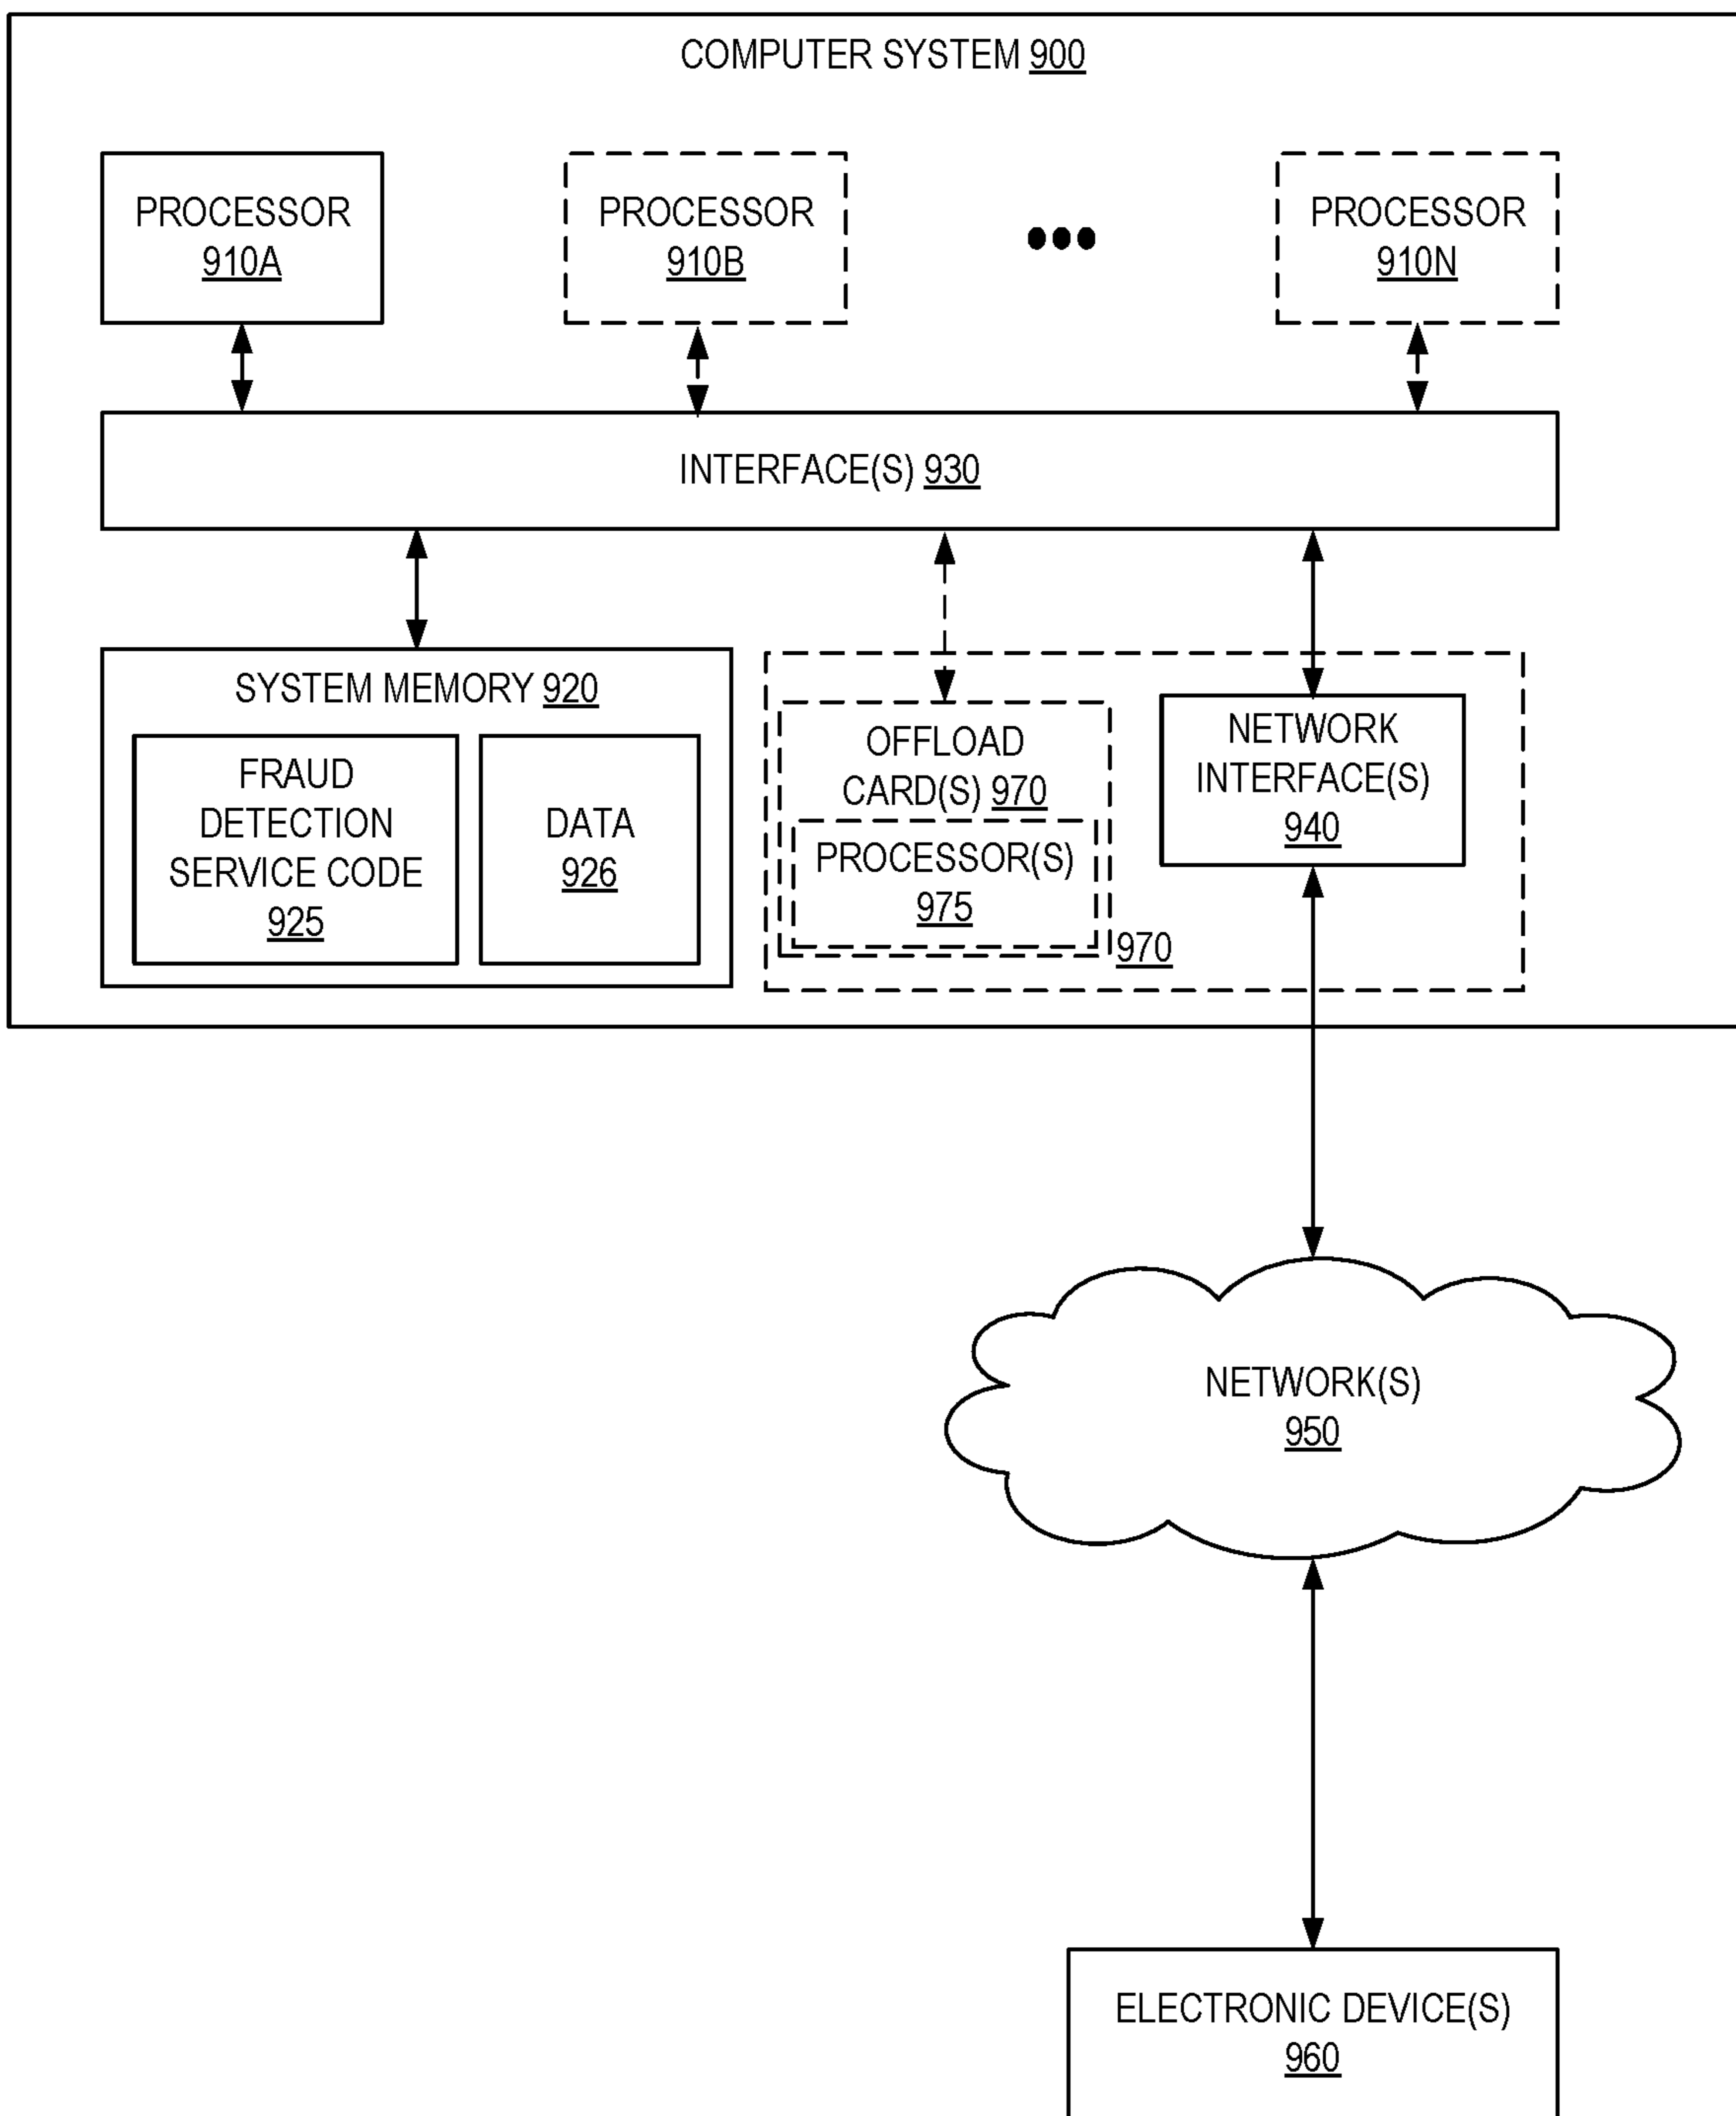 COMPUTER SYSTEM 900
PROCESSOR
910A
PROCESSOR
910B
PROCESSOR
910N
INTERFACE(S) 930
SYSTEM MEMORY 920
FRAUD
DETECTION
SERVICE CODE
925
DATA
926
OFFLOAD
CARD(S) 970
PROCESSOR(S)
975
970
NETWORK
INTERFACE(S)
940
NETWORK(S)
950
ELECTRONIC DEVICE(S)
960